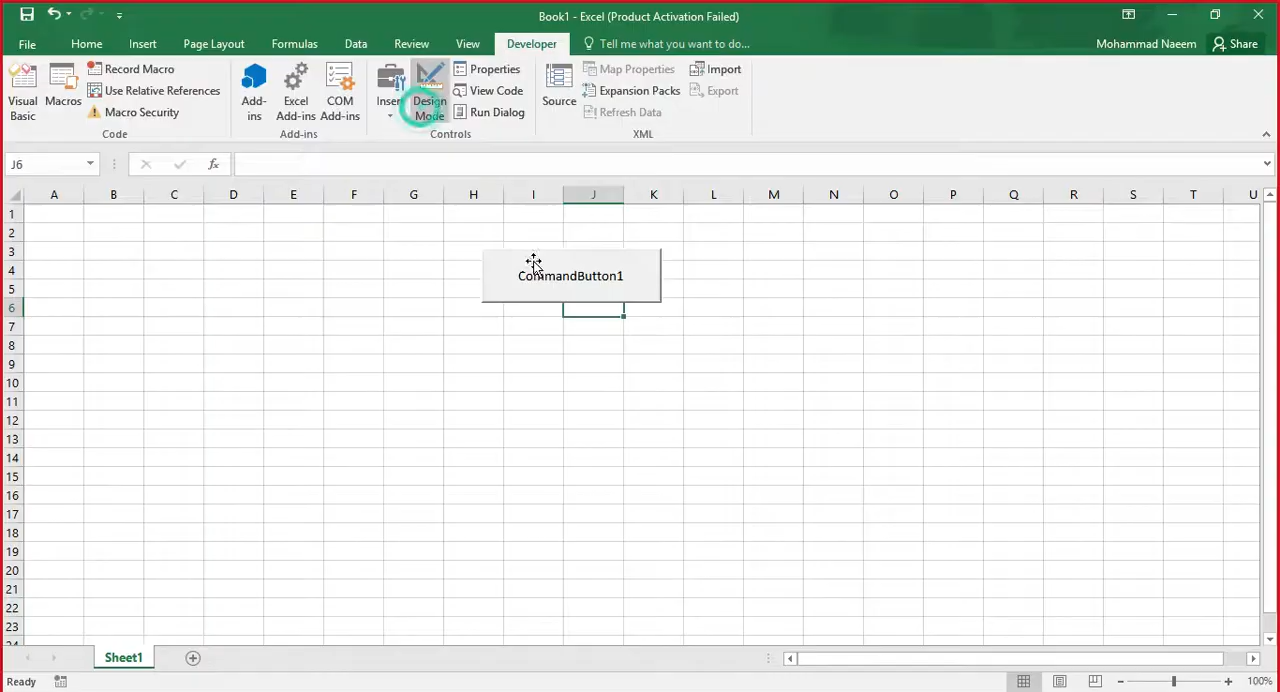 Book1 - Excel (Product Activation Failed)
File Home Insert Page Layout Formulas Data Review View Developer Tell me what you want to do... Mohammad Naeem Share
Visual Basic
Macros
Record Macro
Use Relative References
Macro Security
Code
Add-ins
Excel Add-ins
COM Add-ins
Add-ins
Insert
Design Mode
Properties
View Code
Run Dialog
Controls
Source
Map Properties
Expansion Packs
Refresh Data
Import
Export
XML
J6
fx
A B C D E F G H I J K L M N O P Q R S T U
1
2
3
4
5
6
7
8
9
10
11
12
13
14
15
16
17
18
19
20
21
22
23
24
CommandButton1
Sheet1
Ready
100%